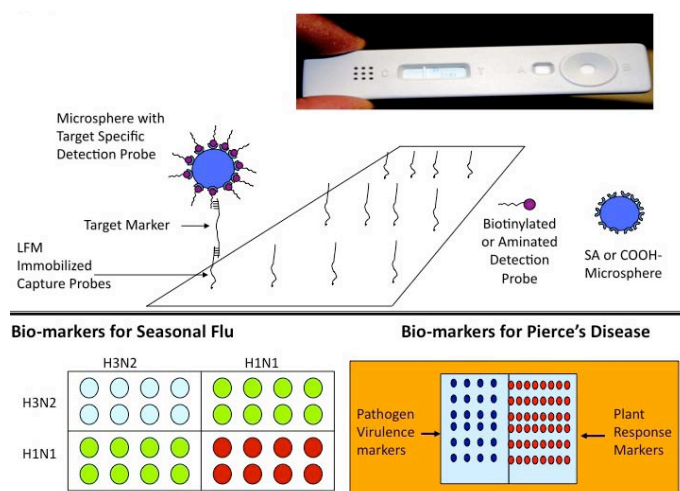 Microsphere with
Target Specific
Detection Probe
Target Marker
LFM
Immobilized
Capture Probes
Biotinylated
or Aminated
Detection
Probe
SA or COOH-
Microsphere
Bio-markers for Seasonal Flu
H3N2
H1N1
H3N2
H1N1
Bio-markers for Pierce's Disease
Pathogen
Virulence
markers
Plant
Response
Markers